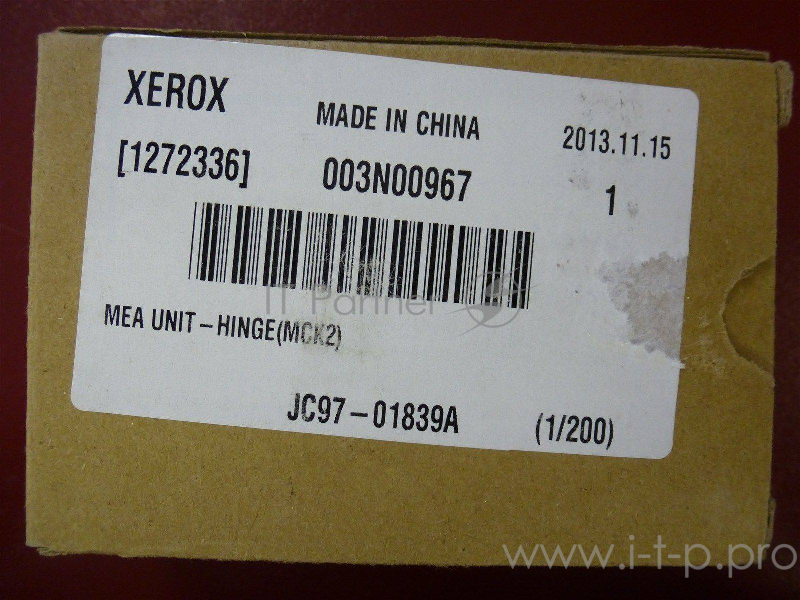 XEROX
MADE IN CHINA
2013.11.15
[1272336]
003N00967
1
IT Partner
MEA UNIT-HINGE(MCK2)
JC97-01839A
(1/200)
www.i-t-p.pro